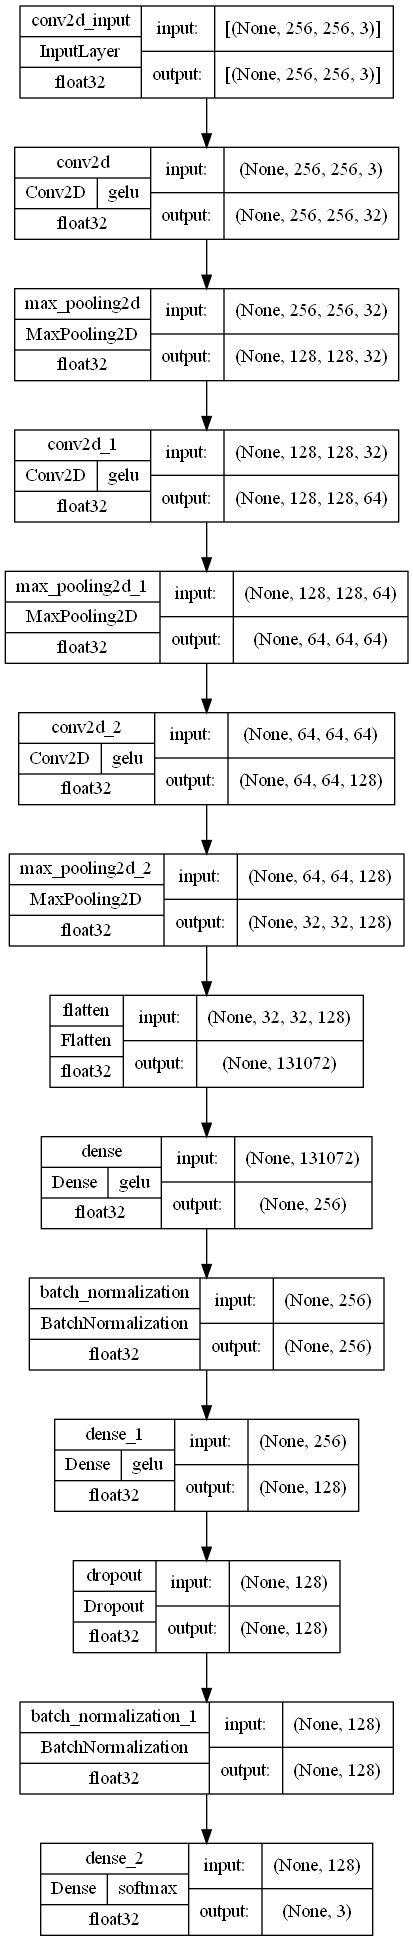 conv2d_input
InputLayer
float32
input:
[(None, 256, 256, 3)]
output:
[(None, 256, 256, 3)]
conv2d
Conv2D gelu
float32
input:
(None, 256, 256, 3)
output:
(None, 256, 256, 32)
max_pooling2d
MaxPooling2D
float32
input:
(None, 256, 256, 32)
output:
(None, 128, 128, 32)
conv2d_1
Conv2D gelu
float32
input:
(None, 128, 128, 32)
output:
(None, 128, 128, 64)
max_pooling2d_1
MaxPooling2D
float32
input:
(None, 128, 128, 64)
output:
(None, 64, 64, 64)
conv2d_2
Conv2D gelu
float32
input:
(None, 64, 64, 64)
output:
(None, 64, 64, 128)
max_pooling2d_2
MaxPooling2D
float32
input:
(None, 64, 64, 128)
output:
(None, 32, 32, 128)
flatten
Flatten
float32
input:
(None, 32, 32, 128)
output:
(None, 131072)
dense
Dense gelu
float32
input:
(None, 131072)
output:
(None, 256)
batch_normalization
BatchNormalization
float32
input:
(None, 256)
output:
(None, 256)
dense_1
Dense gelu
float32
input:
(None, 256)
output:
(None, 128)
dropout
Dropout
float32
input:
(None, 128)
output:
(None, 128)
batch_normalization_1
BatchNormalization
float32
input:
(None, 128)
output:
(None, 128)
dense_2
Dense softmax
float32
input:
(None, 128)
output:
(None, 3)